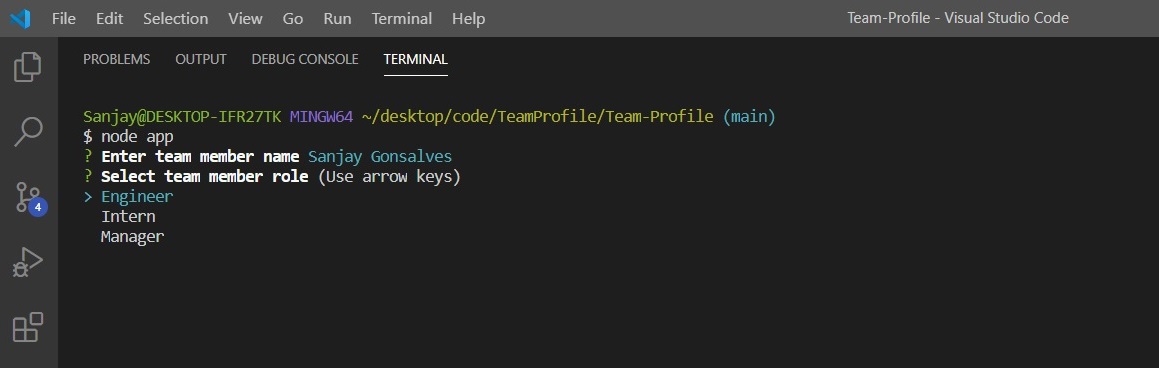 File Edit Selection View Go Run Terminal Help Team-Profile - Visual Studio Code
PROBLEMS OUTPUT DEBUG CONSOLE TERMINAL
Sanjay@DESKTOP-IFR27TK MINGW64 ~/desktop/code/TeamProfile/Team-Profile (main)
$ node app
? Enter team member name Sanjay Gonsalves
? Select team member role (Use arrow keys)
> Engineer
Intern
Manager
4